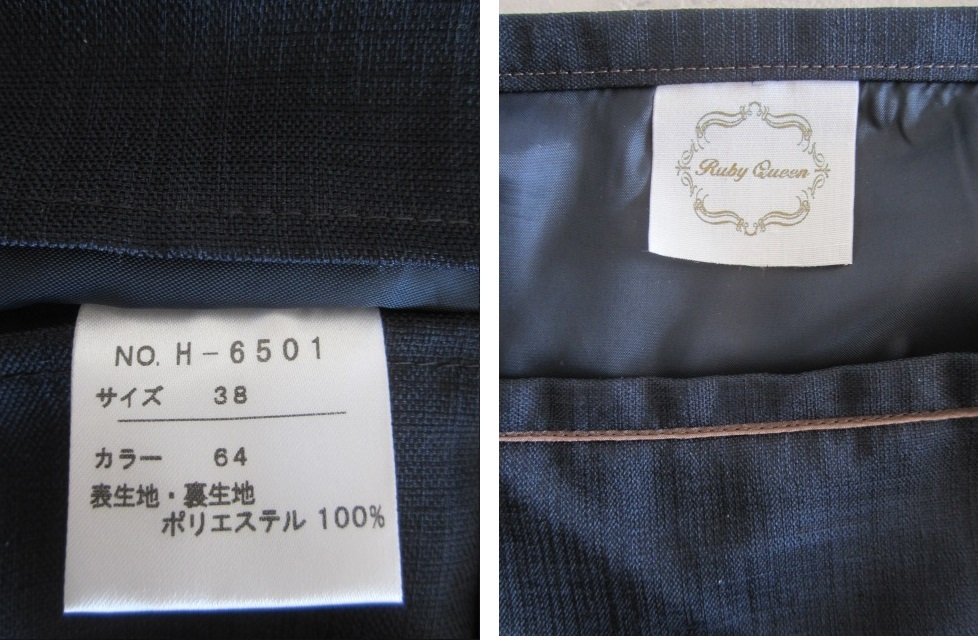 NO. H-6501
サイズ 38
カラー 64
表生地・裏生地
ポリエステル 100%
Ruby Queen